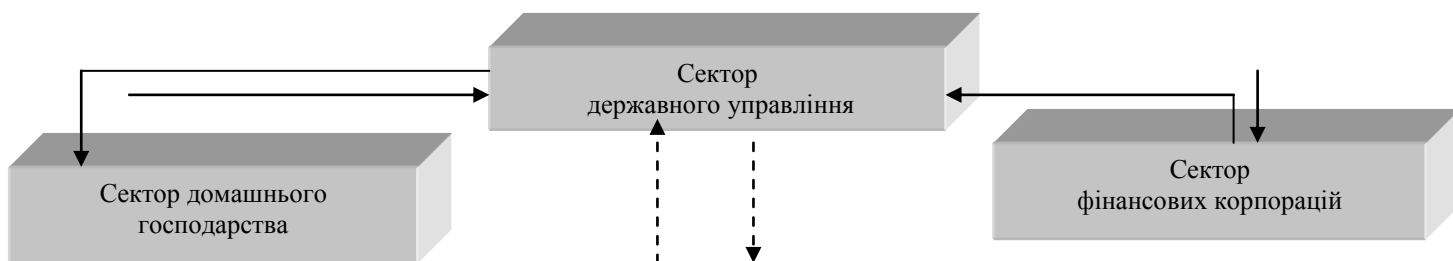 Сектор
державного управління
Сектор домашнього
господарства
Сектор
фінансових корпорацій